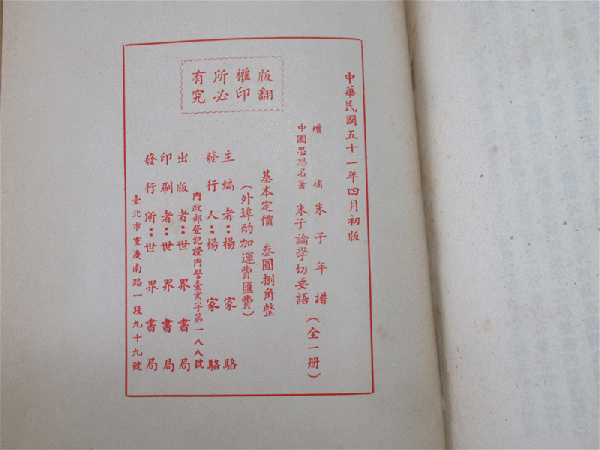 版權所有
翻印必究
中華民國五十一年四月初版
增
朱子年譜
中國思想名著
朱子論學切要語
(全一册)
基本定價 叁圓捌角整
(外埠酌加運費匯費)
主編者:楊家駱
發行人:楊家駱
內政部登記證內警臺業字第一八八號
出版者:世界書局
印刷者:世界書局
發行所:世界書局
臺北市重慶南路一段九十九號